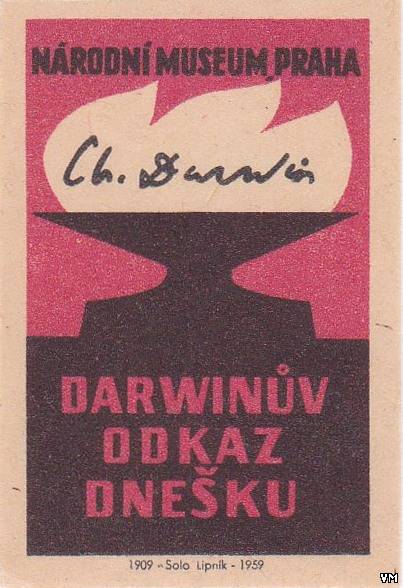 NÁRODNÍ MUSEUM, PRAHA
Ch. Darwin
DARWINŮV
ODKAZ
DNEŠKU
1909 - Solo Lipník - 1959
VM